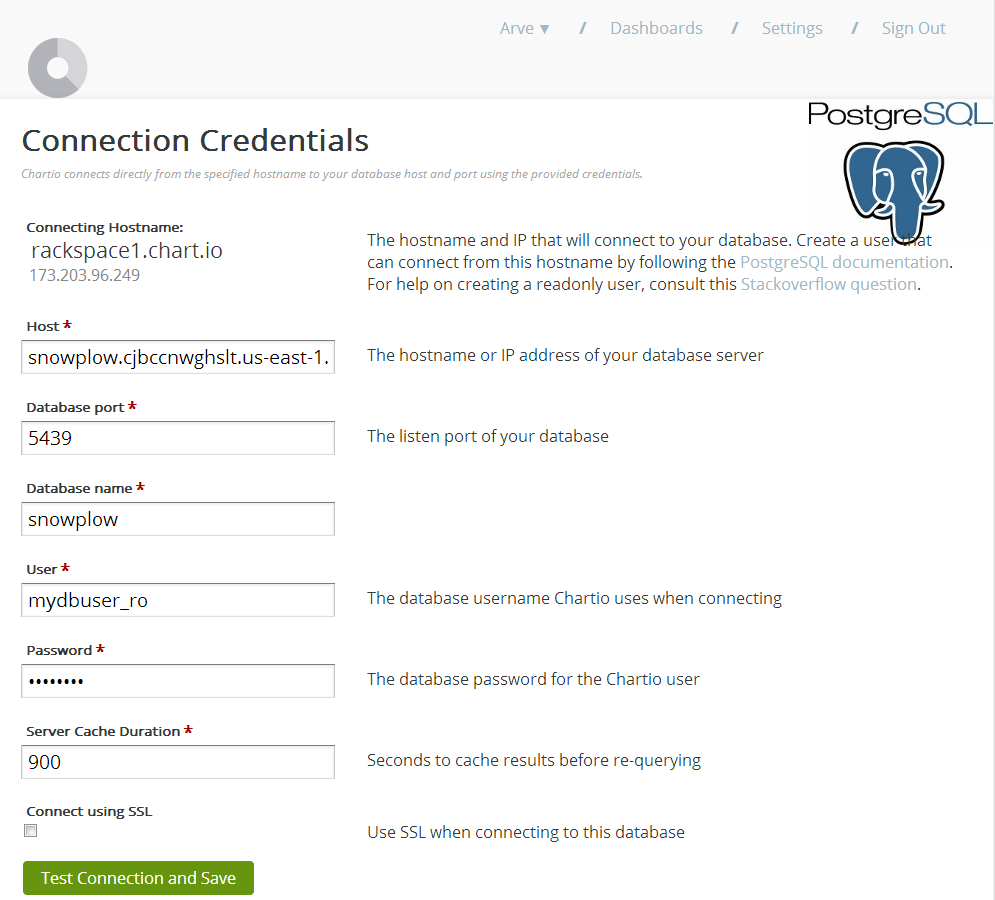 Arve ▼ / Dashboards / Settings / Sign Out
PostgreSQL
Connection Credentials
Chartio connects directly from the specified hostname to your database host and port using the provided credentials.
Connecting Hostname:
rackspace1.chart.io
173.203.96.249
The hostname and IP that will connect to your database. Create a user that
can connect from this hostname by following the PostgreSQL documentation.
For help on creating a readonly user, consult this Stackoverflow question.
Host *
snowplow.cjbccnwghslt.us-east-1.
The hostname or IP address of your database server
Database port *
5439
The listen port of your database
Database name *
snowplow
User *
mydbuser_ro
The database username Chartio uses when connecting
Password *
••••••••
The database password for the Chartio user
Server Cache Duration *
900
Seconds to cache results before re-querying
Connect using SSL
Use SSL when connecting to this database
Test Connection and Save